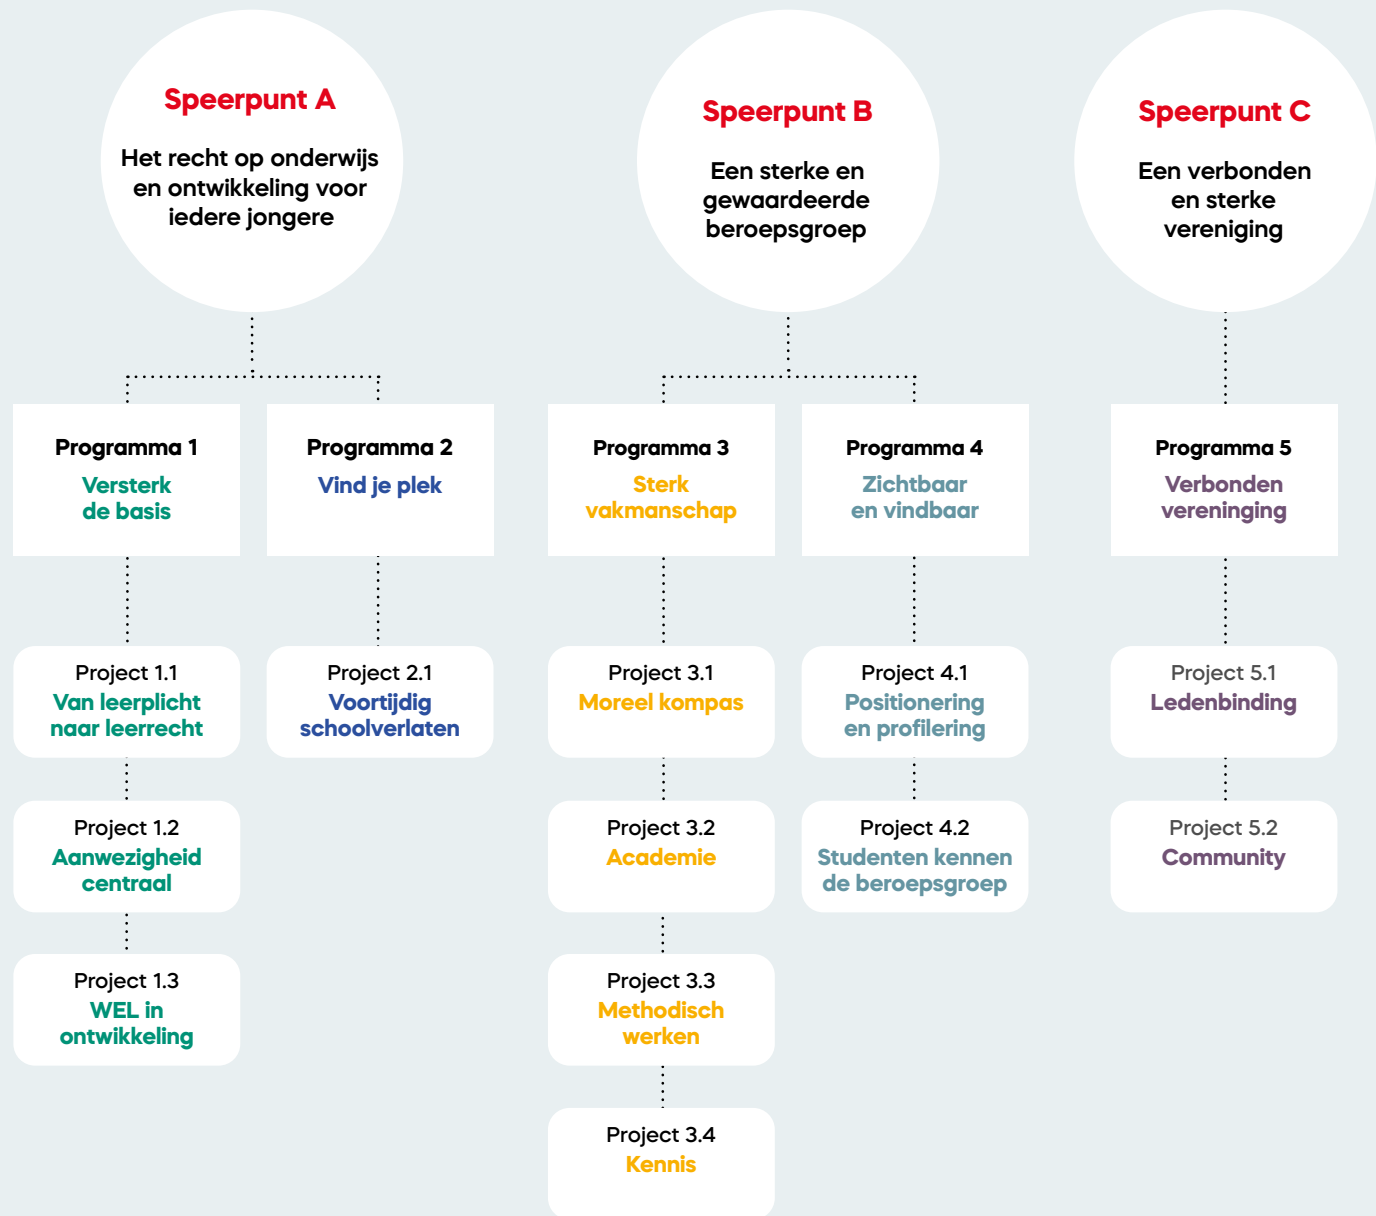 Speerpunt A
Het recht op onderwijs
en ontwikkeling voor
iedere jongere
Speerpunt B
Een sterke en
gewaardeerde
beroepsgroep
Speerpunt C
Een verbonden
en sterke
vereniging
Programma 1
Versterk
de basis
Programma 2
Vind je plek
Programma 3
Sterk
vakmanschap
Programma 4
Zichtbaar
en vindbaar
Programma 5
Verbonden
vereninging
Project 1.1
Van leerplicht
naar leerrecht
Project 2.1
Voortijdig
schoolverlaten
Project 3.1
Moreel kompas
Project 4.1
Positionering
en profilering
Project 5.1
Ledenbinding
Project 1.2
Aanwezigheid
centraal
Project 3.2
Academie
Project 4.2
Studenten kennen
de beroepsgroep
Project 5.2
Community
Project 1.3
WEL in
ontwikkeling
Project 3.3
Methodisch
werken
Project 3.4
Kennis